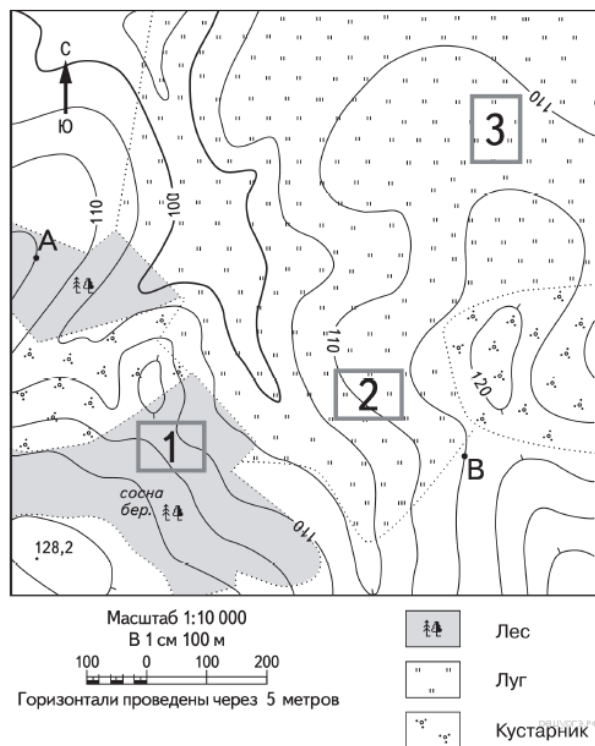 С
Ю
3
110
100
110
А
110
2
120
1
В
сосна
бер.
110
128,2
Масштаб 1:10 000
В 1 см 100 м
100 0 100 200
Горизонтали проведены через 5 метров
Лес
Луг
Кустарник